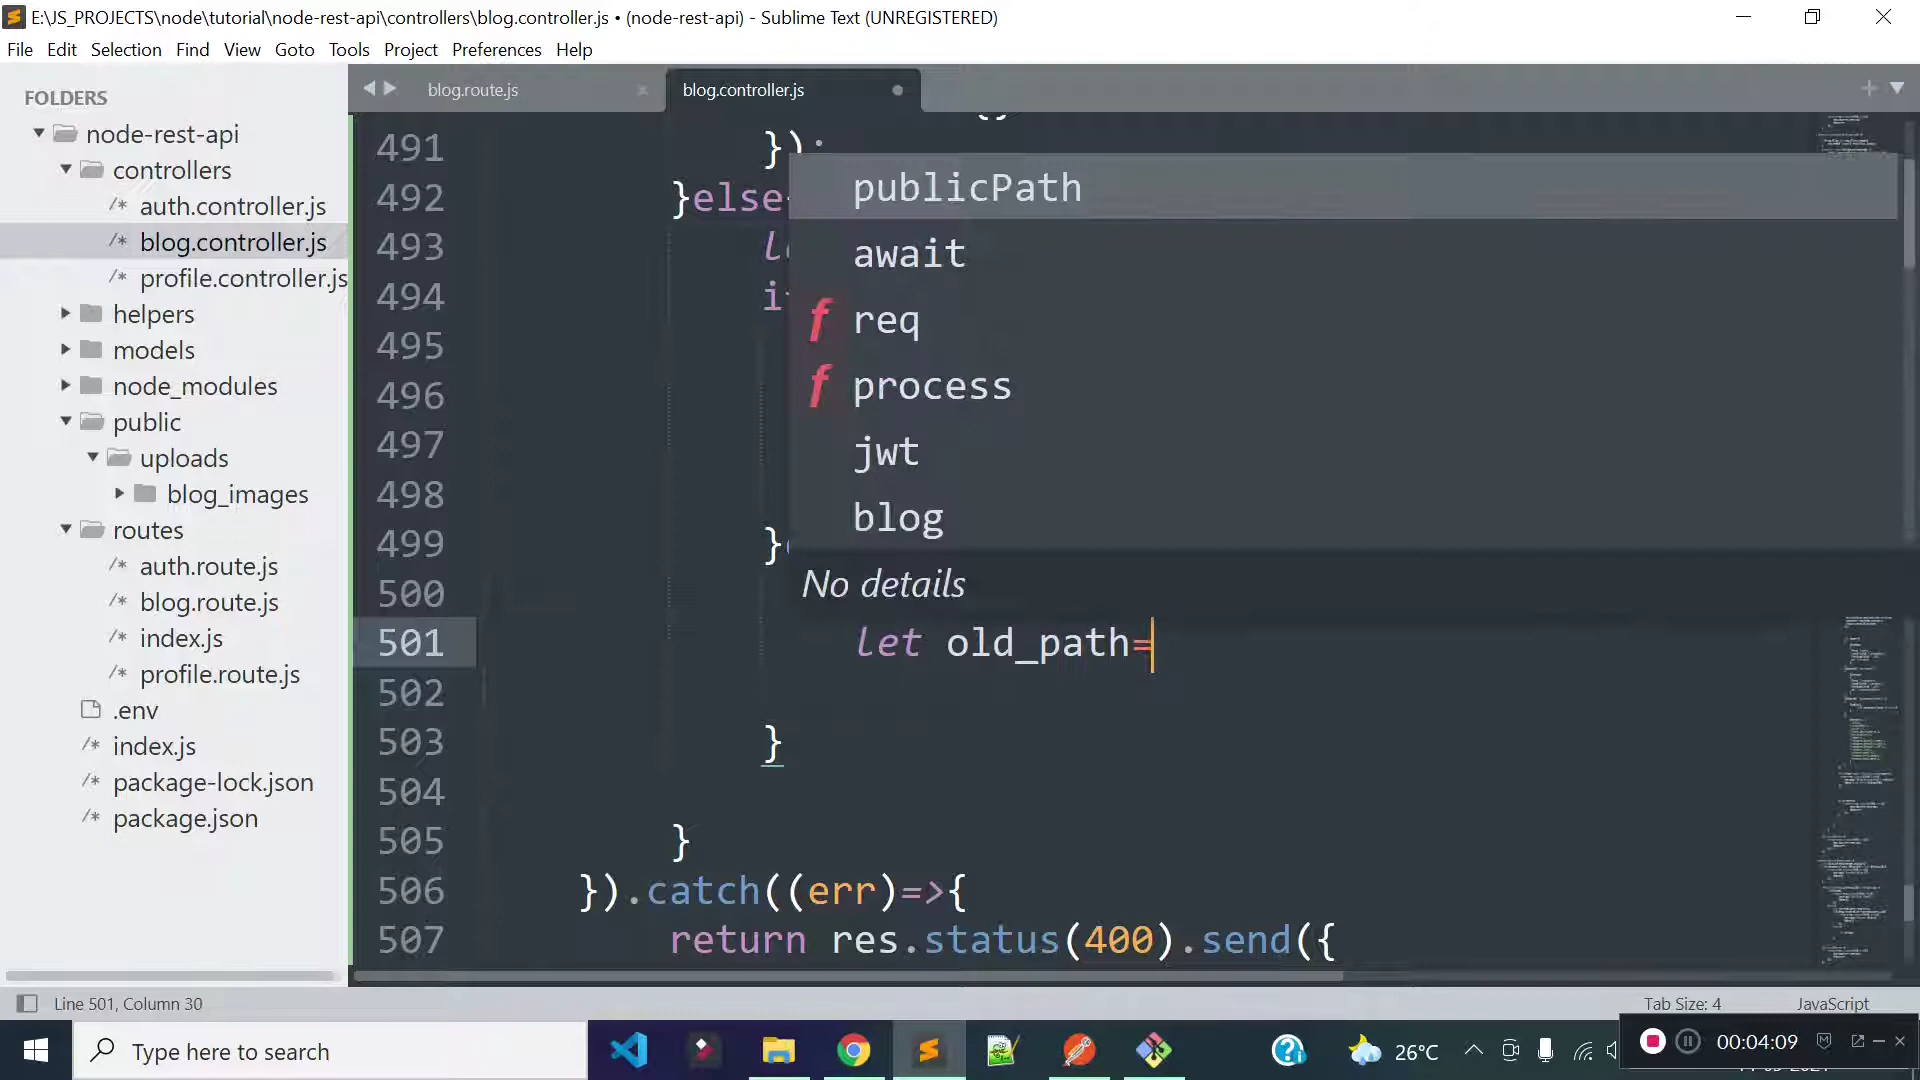 E:\JS_PROJECTS\node\tutorial\node-rest-api\controllers\blog.controller.js • (node-rest-api) - Sublime Text (UNREGISTERED)
File Edit Selection Find View Goto Tools Project Preferences Help
FOLDERS
node-rest-api
controllers
/* auth.controller.js
/* blog.controller.js
/* profile.controller.js
helpers
models
node_modules
public
uploads
blog_images
routes
/* auth.route.js
/* blog.route.js
/* index.js
/* profile.route.js
.env
/* index.js
/* package-lock.json
/* package.json
blog.route.js x
blog.controller.js
491 });
492 }else
493
494
495
496
497
498
499 }
500
501 let old_path=
502
503 }
504
505 }
506 }).catch((err)=>{
507 return res.status(400).send({
publicPath
await
f req
f process
jwt
blog
No details
Line 501, Column 30
Tab Size: 4
JavaScript
Type here to search
26°C
00:04:09